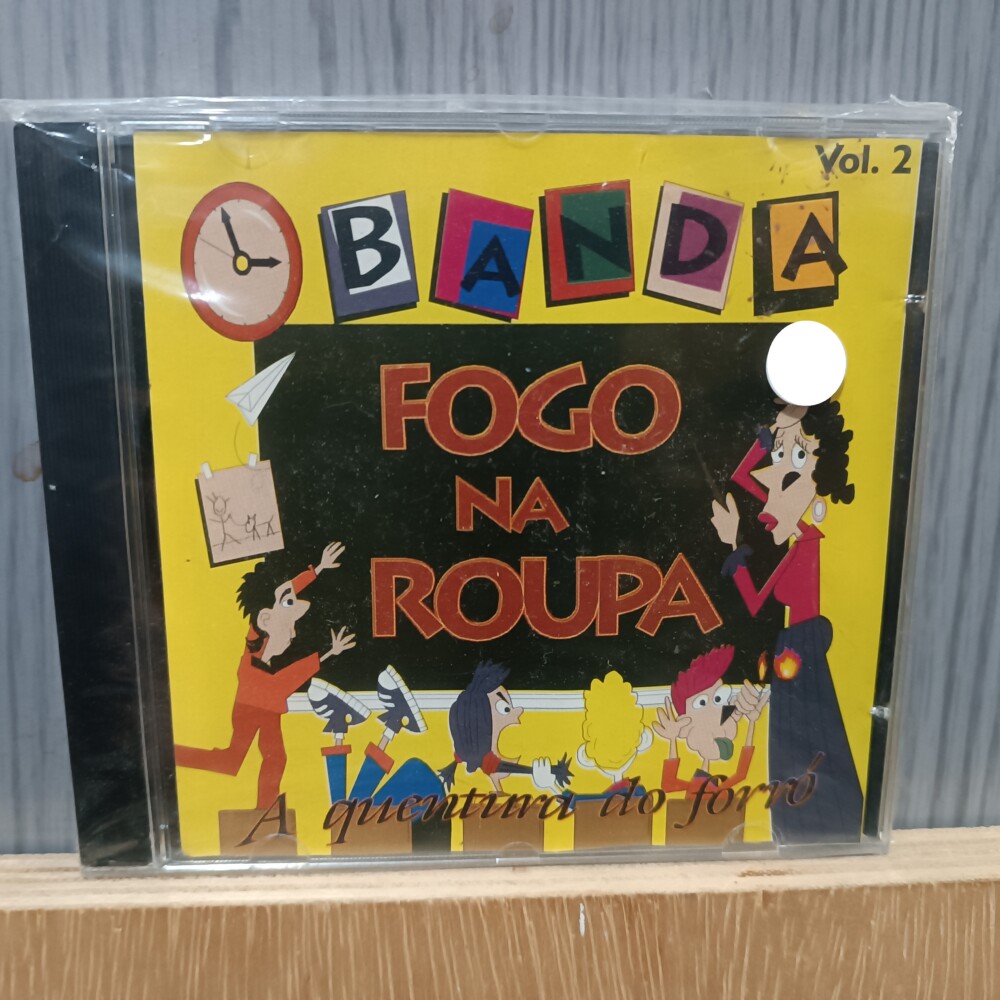 Vol. 2
BANDA
FOGO
NA
ROUPA
A quentura do forró